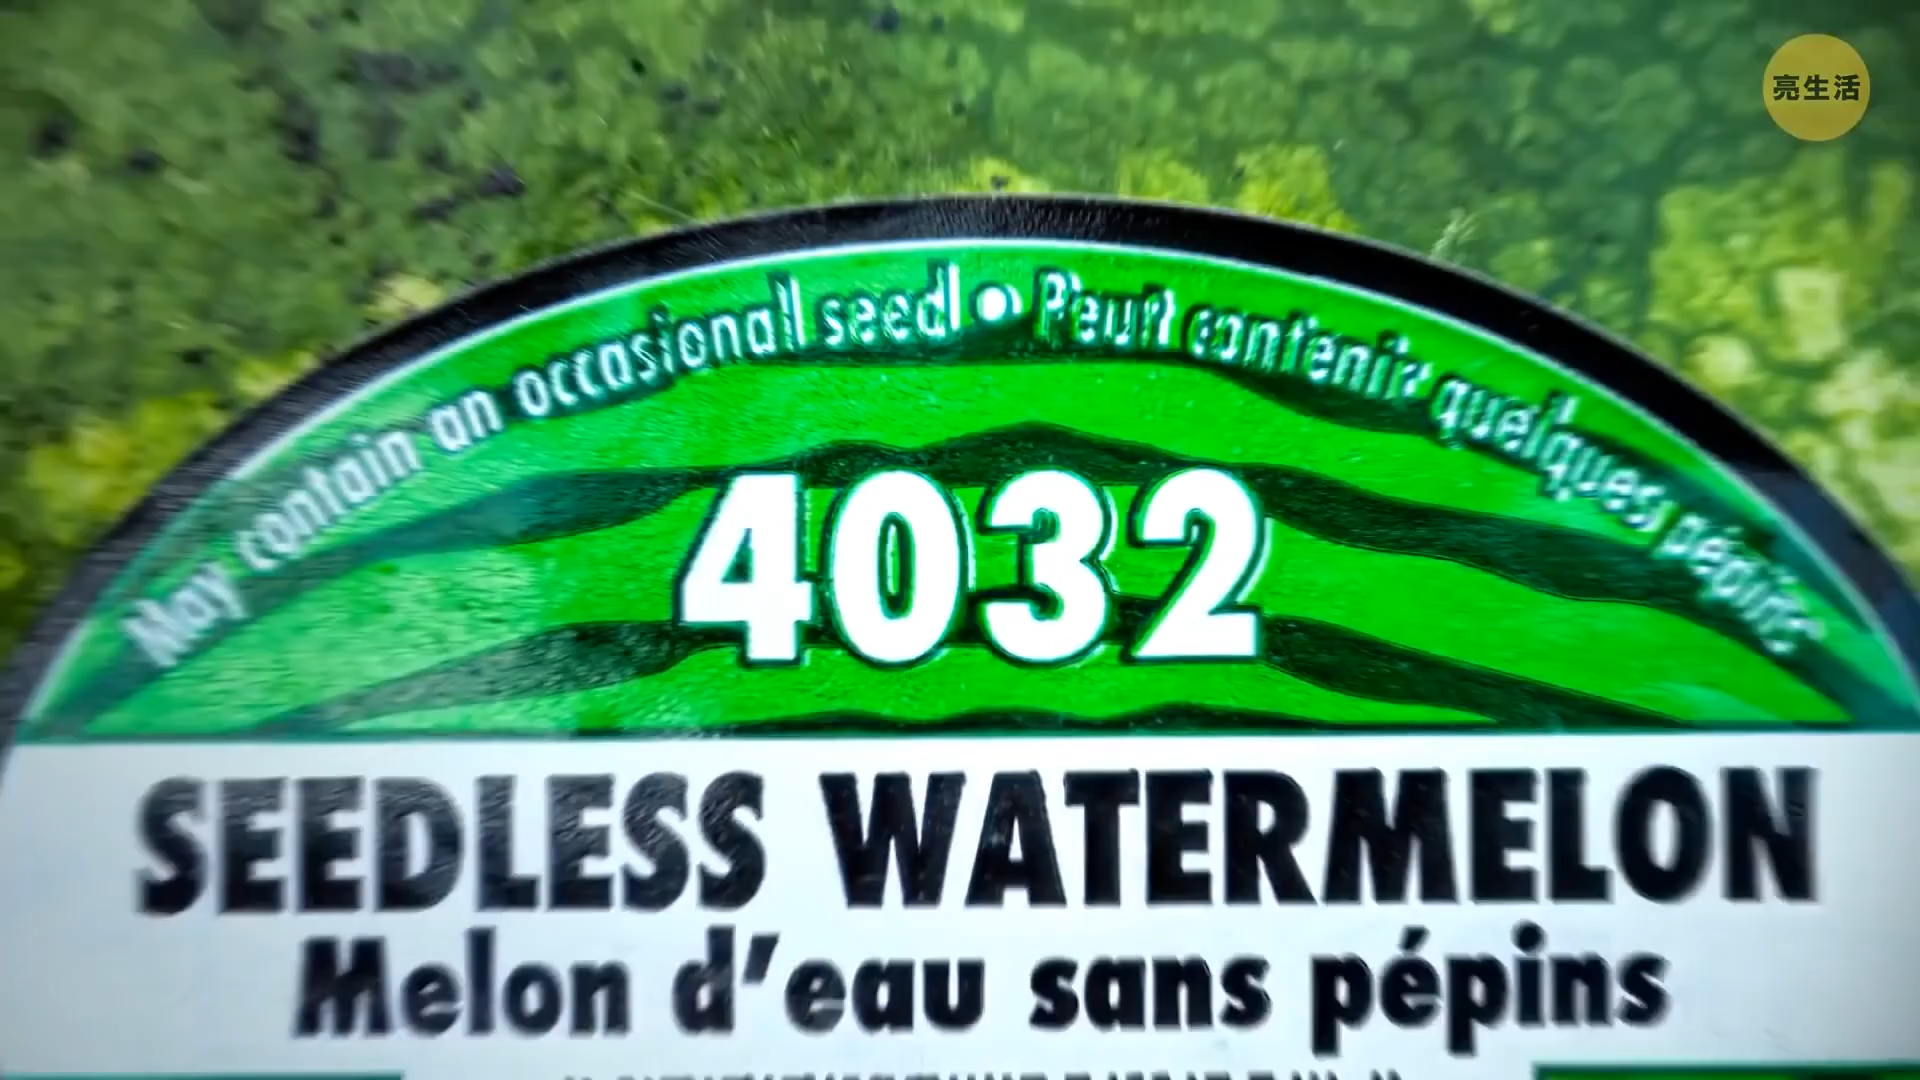 亮生活
May contain an occasional seed • Peut contenir quelques pépins
4032
SEEDLESS WATERMELON
Melon d'eau sans pépins